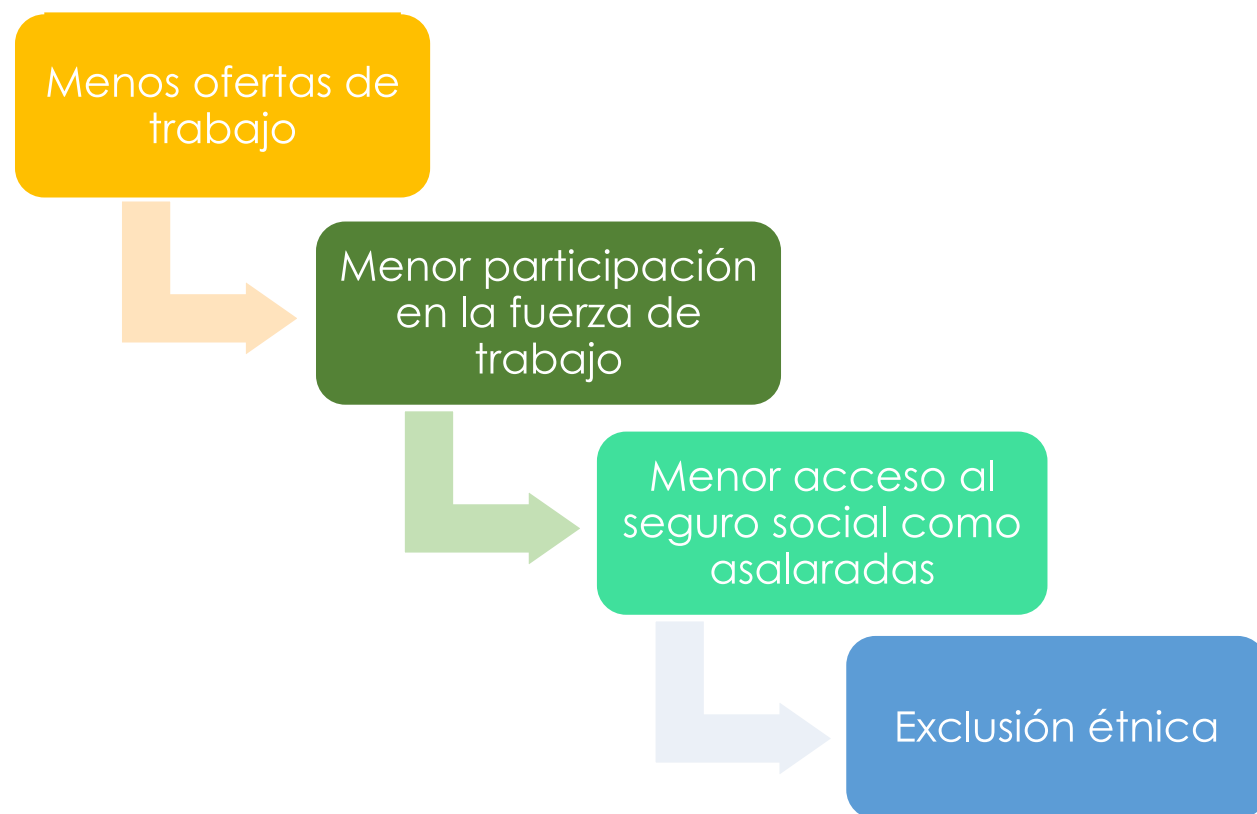 Menos ofertas de
trabajo
Menor participación
en la fuerza de
trabajo
Menor acceso al
seguro social como
asalaradas
Exclusión étnica